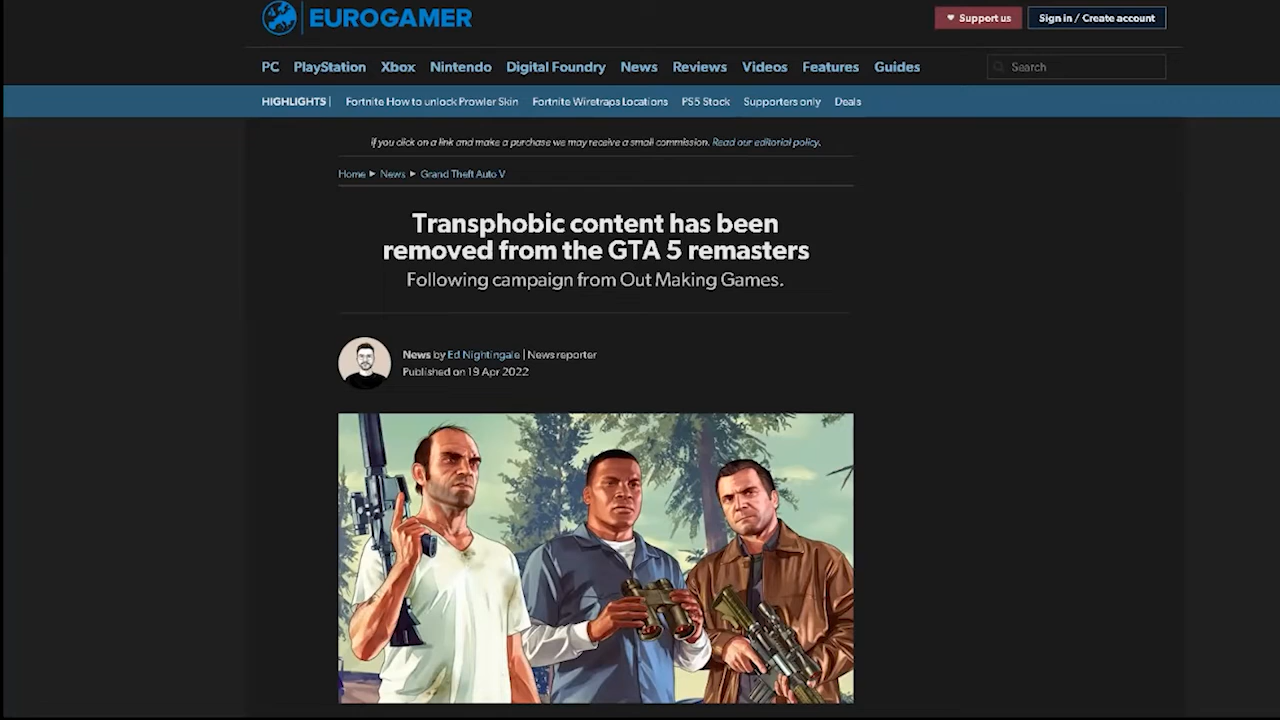 EUROGAMER
Support us
Sign in / Create account
PC PlayStation Xbox Nintendo Digital Foundry News Reviews Videos Features Guides
Search
HIGHLIGHTS | Fortnite How to unlock Prowler Skin Fortnite Wiretraps Locations PS5 Stock Supporters only Deals
If you click on a link and make a purchase we may receive a small commission. Read our editorial policy.
Home ▶ News ▶ Grand Theft Auto V
Transphobic content has been
removed from the GTA 5 remasters
Following campaign from Out Making Games.
News by Ed Nightingale | News reporter
Published on 19 Apr 2022